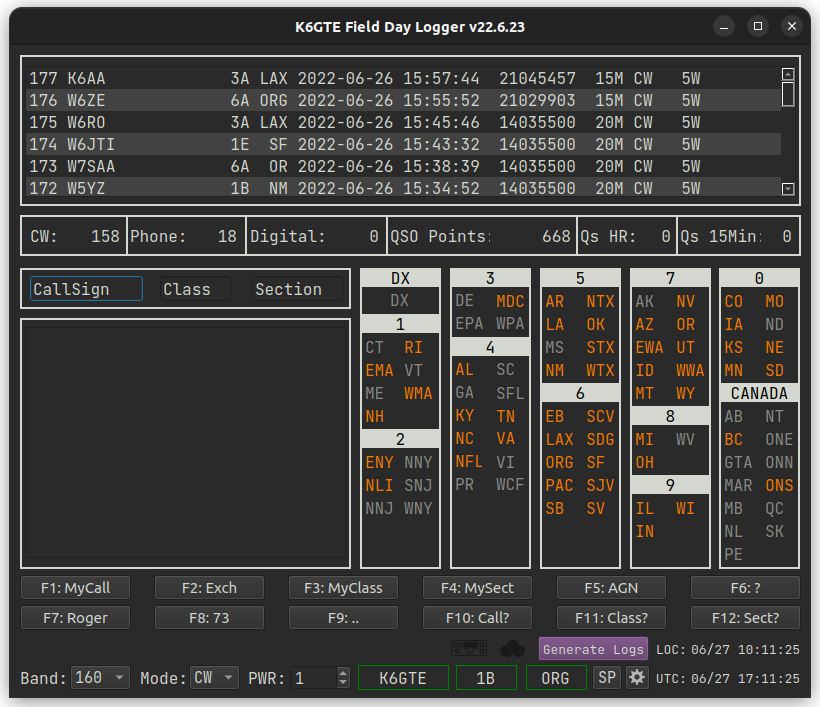 K6GTE Field Day Logger v22.6.23
177 K6AA 3A LAX 2022-06-26 15:57:44 21045457 15M CW 5W
176 W6ZE 6A ORG 2022-06-26 15:55:52 21029903 15M CW 5W
175 W6RO 3A LAX 2022-06-26 15:45:46 14035500 20M CW 5W
174 W6JTI 1E SF 2022-06-26 15:43:32 14035500 20M CW 5W
173 W7SAA 6A OR 2022-06-26 15:38:39 14035500 20M CW 5W
172 W5YZ 1B NM 2022-06-26 15:34:52 14035500 20M CW 5W
CW: 158 Phone: 18 Digital: 0 QSO Points: 668 Qs HR: 0 Qs 15Min: 0
CallSign Class Section
DX
DX
1
CT RI
EMA VT
ME WMA
NH
2
ENY NNY
NLI SNJ
NNJ WNY
3
DE MDC
EPA WPA
4
AL SC
GA SFL
KY TN
NC VA
NFL VI
PR WCF
5
AR NTX
LA OK
MS STX
NM WTX
6
EB SCV
LAX SDG
ORG SF
PAC SJV
SB SV
7
AK NV
AZ OR
EWA UT
ID WWA
MT WY
8
MI WV
OH
9
IL WI
IN
0
CO MO
IA ND
KS NE
MN SD
CANADA
AB NT
BC ONE
GTA ONN
MAR ONS
MB QC
NL SK
PE
F1: MyCall F2: Exch F3: MyClass F4: MySect F5: AGN F6: ?
F7: Roger F8: 73 F9: .. F10: Call? F11: Class? F12: Sect?
Generate Logs LOC: 06/27 10:11:25
Band: 160 Mode: CW PWR: 1 K6GTE 1B ORG SP UTC: 06/27 17:11:25